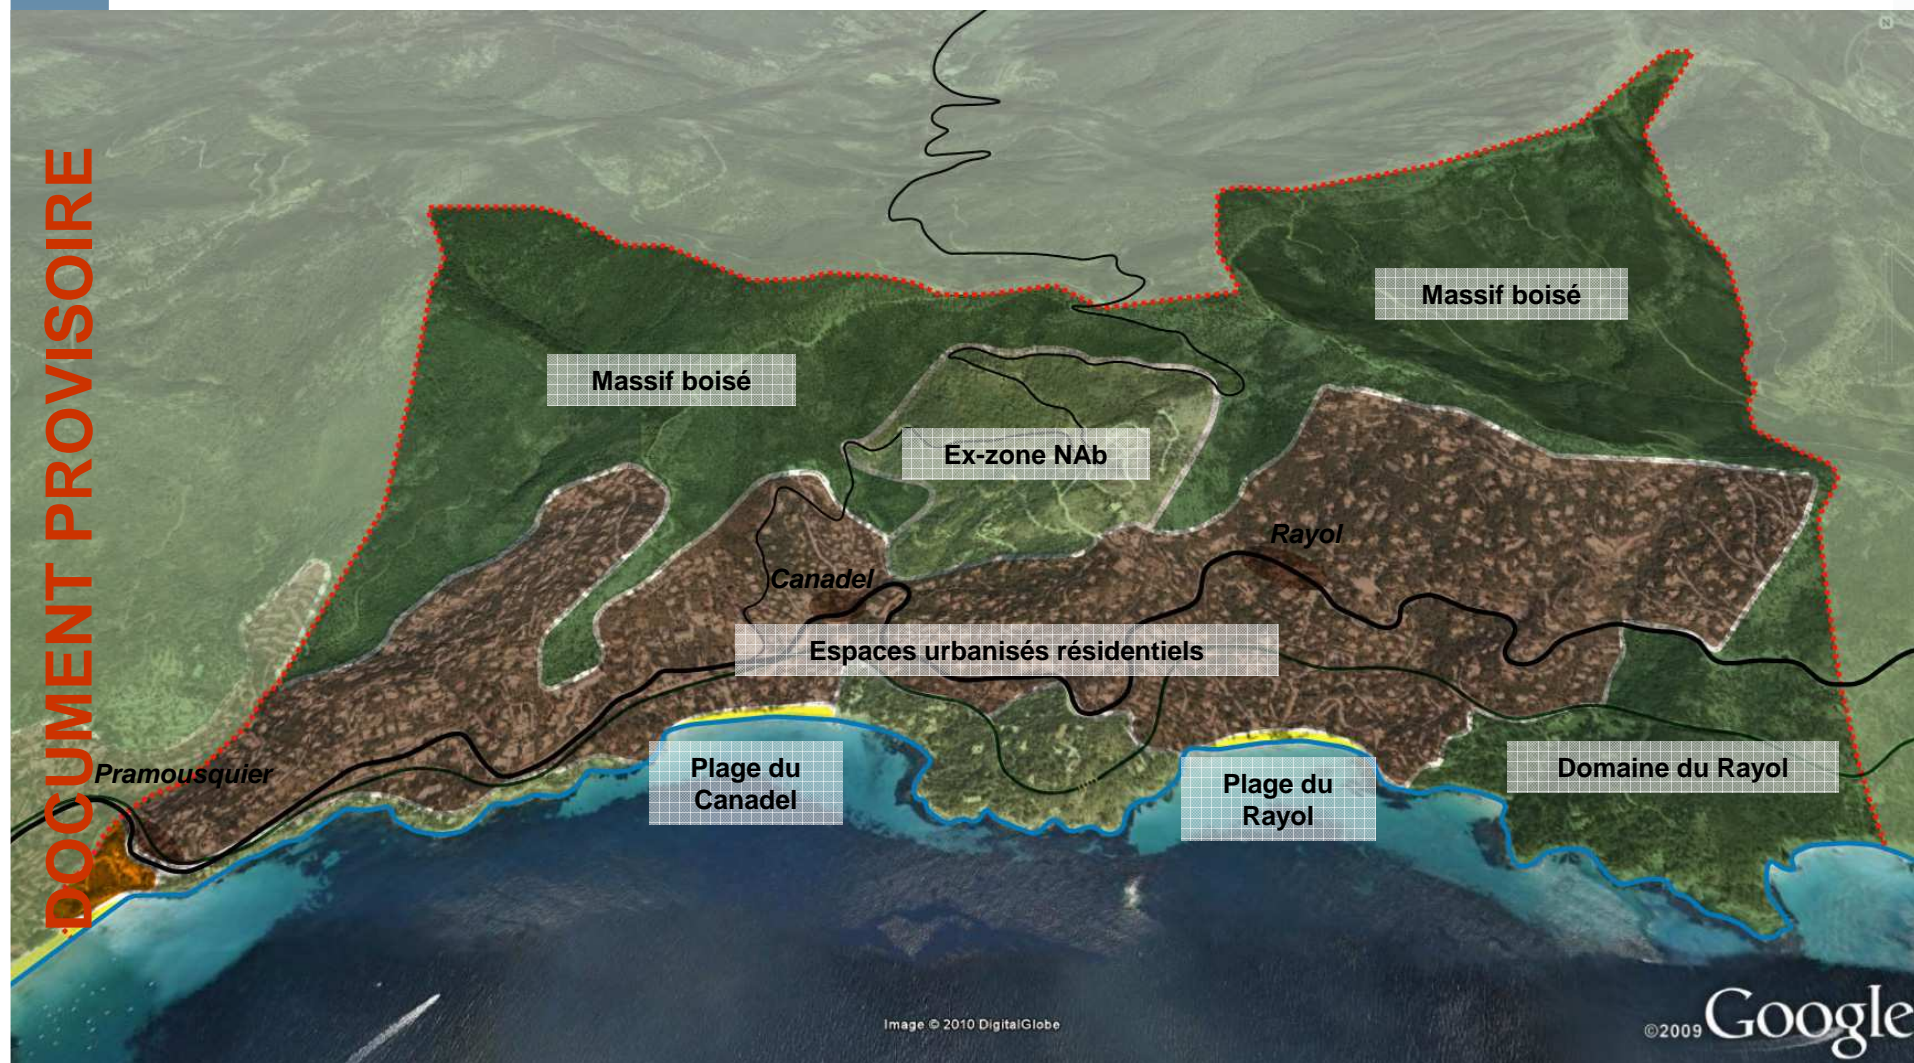 DOCUMENT PROVISOIRE
Massif boisé
Massif boisé
Ex-zone NAb
Rayol
Canadel
Espaces urbanisés résidentiels
Pramousquier
Plage du
Canadel
Plage du
Rayol
Domaine du Rayol
Image © 2010 DigitalGlobe
©2009 Google
N